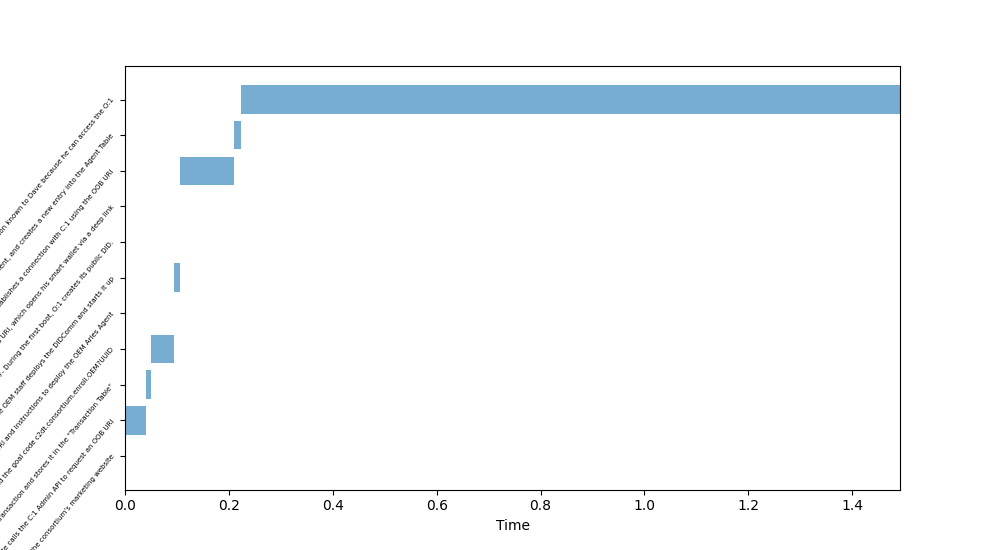 known to Dave because he can access the O:1
and creates a new entry into the Agent Table
a connection with C:1 using the OOB URI
URI, which opens his smart wallet via a deep link
During the first boot, O:1 creates its public DID.
OEM staff deploys the DIDComm and starts it up
and instructions to deploy the OEM Aries Agent
the goal code c2dt.consortium.enroll.OEM?UUID
and stores it in the "Transaction Table"
calls the C:1 Admin API to request an OOB URI
the consortium's marketing website
0.0 0.2 0.4 0.6 0.8 1.0 1.2 1.4
Time